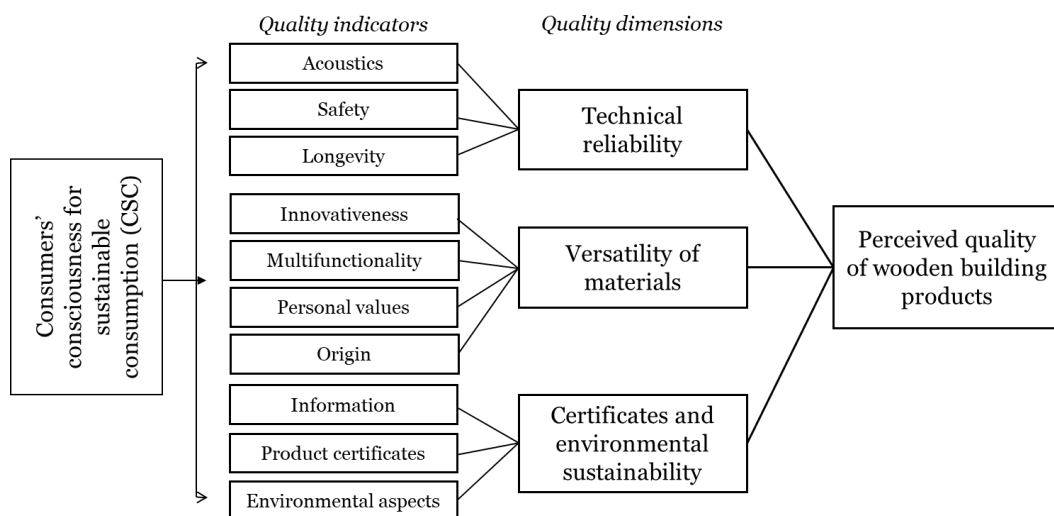 Quality indicators
Quality dimensions
Consumers’
consciousness for
sustainable
consumption (CSC)
Acoustics
Safety
Longevity
Innovativeness
Multifunctionality
Personal values
Origin
Information
Product certificates
Environmental aspects
Technical
reliability
Versatility of
materials
Certificates and
environmental
sustainability
Perceived quality
of wooden building
products